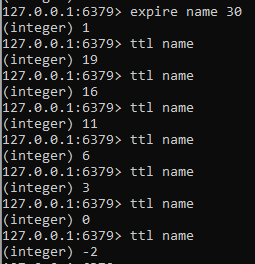 127.0.0.1:6379> expire name 30
(integer) 1
127.0.0.1:6379> ttl name
(integer) 19
127.0.0.1:6379> ttl name
(integer) 16
127.0.0.1:6379> ttl name
(integer) 11
127.0.0.1:6379> ttl name
(integer) 6
127.0.0.1:6379> ttl name
(integer) 3
127.0.0.1:6379> ttl name
(integer) 0
127.0.0.1:6379> ttl name
(integer) -2